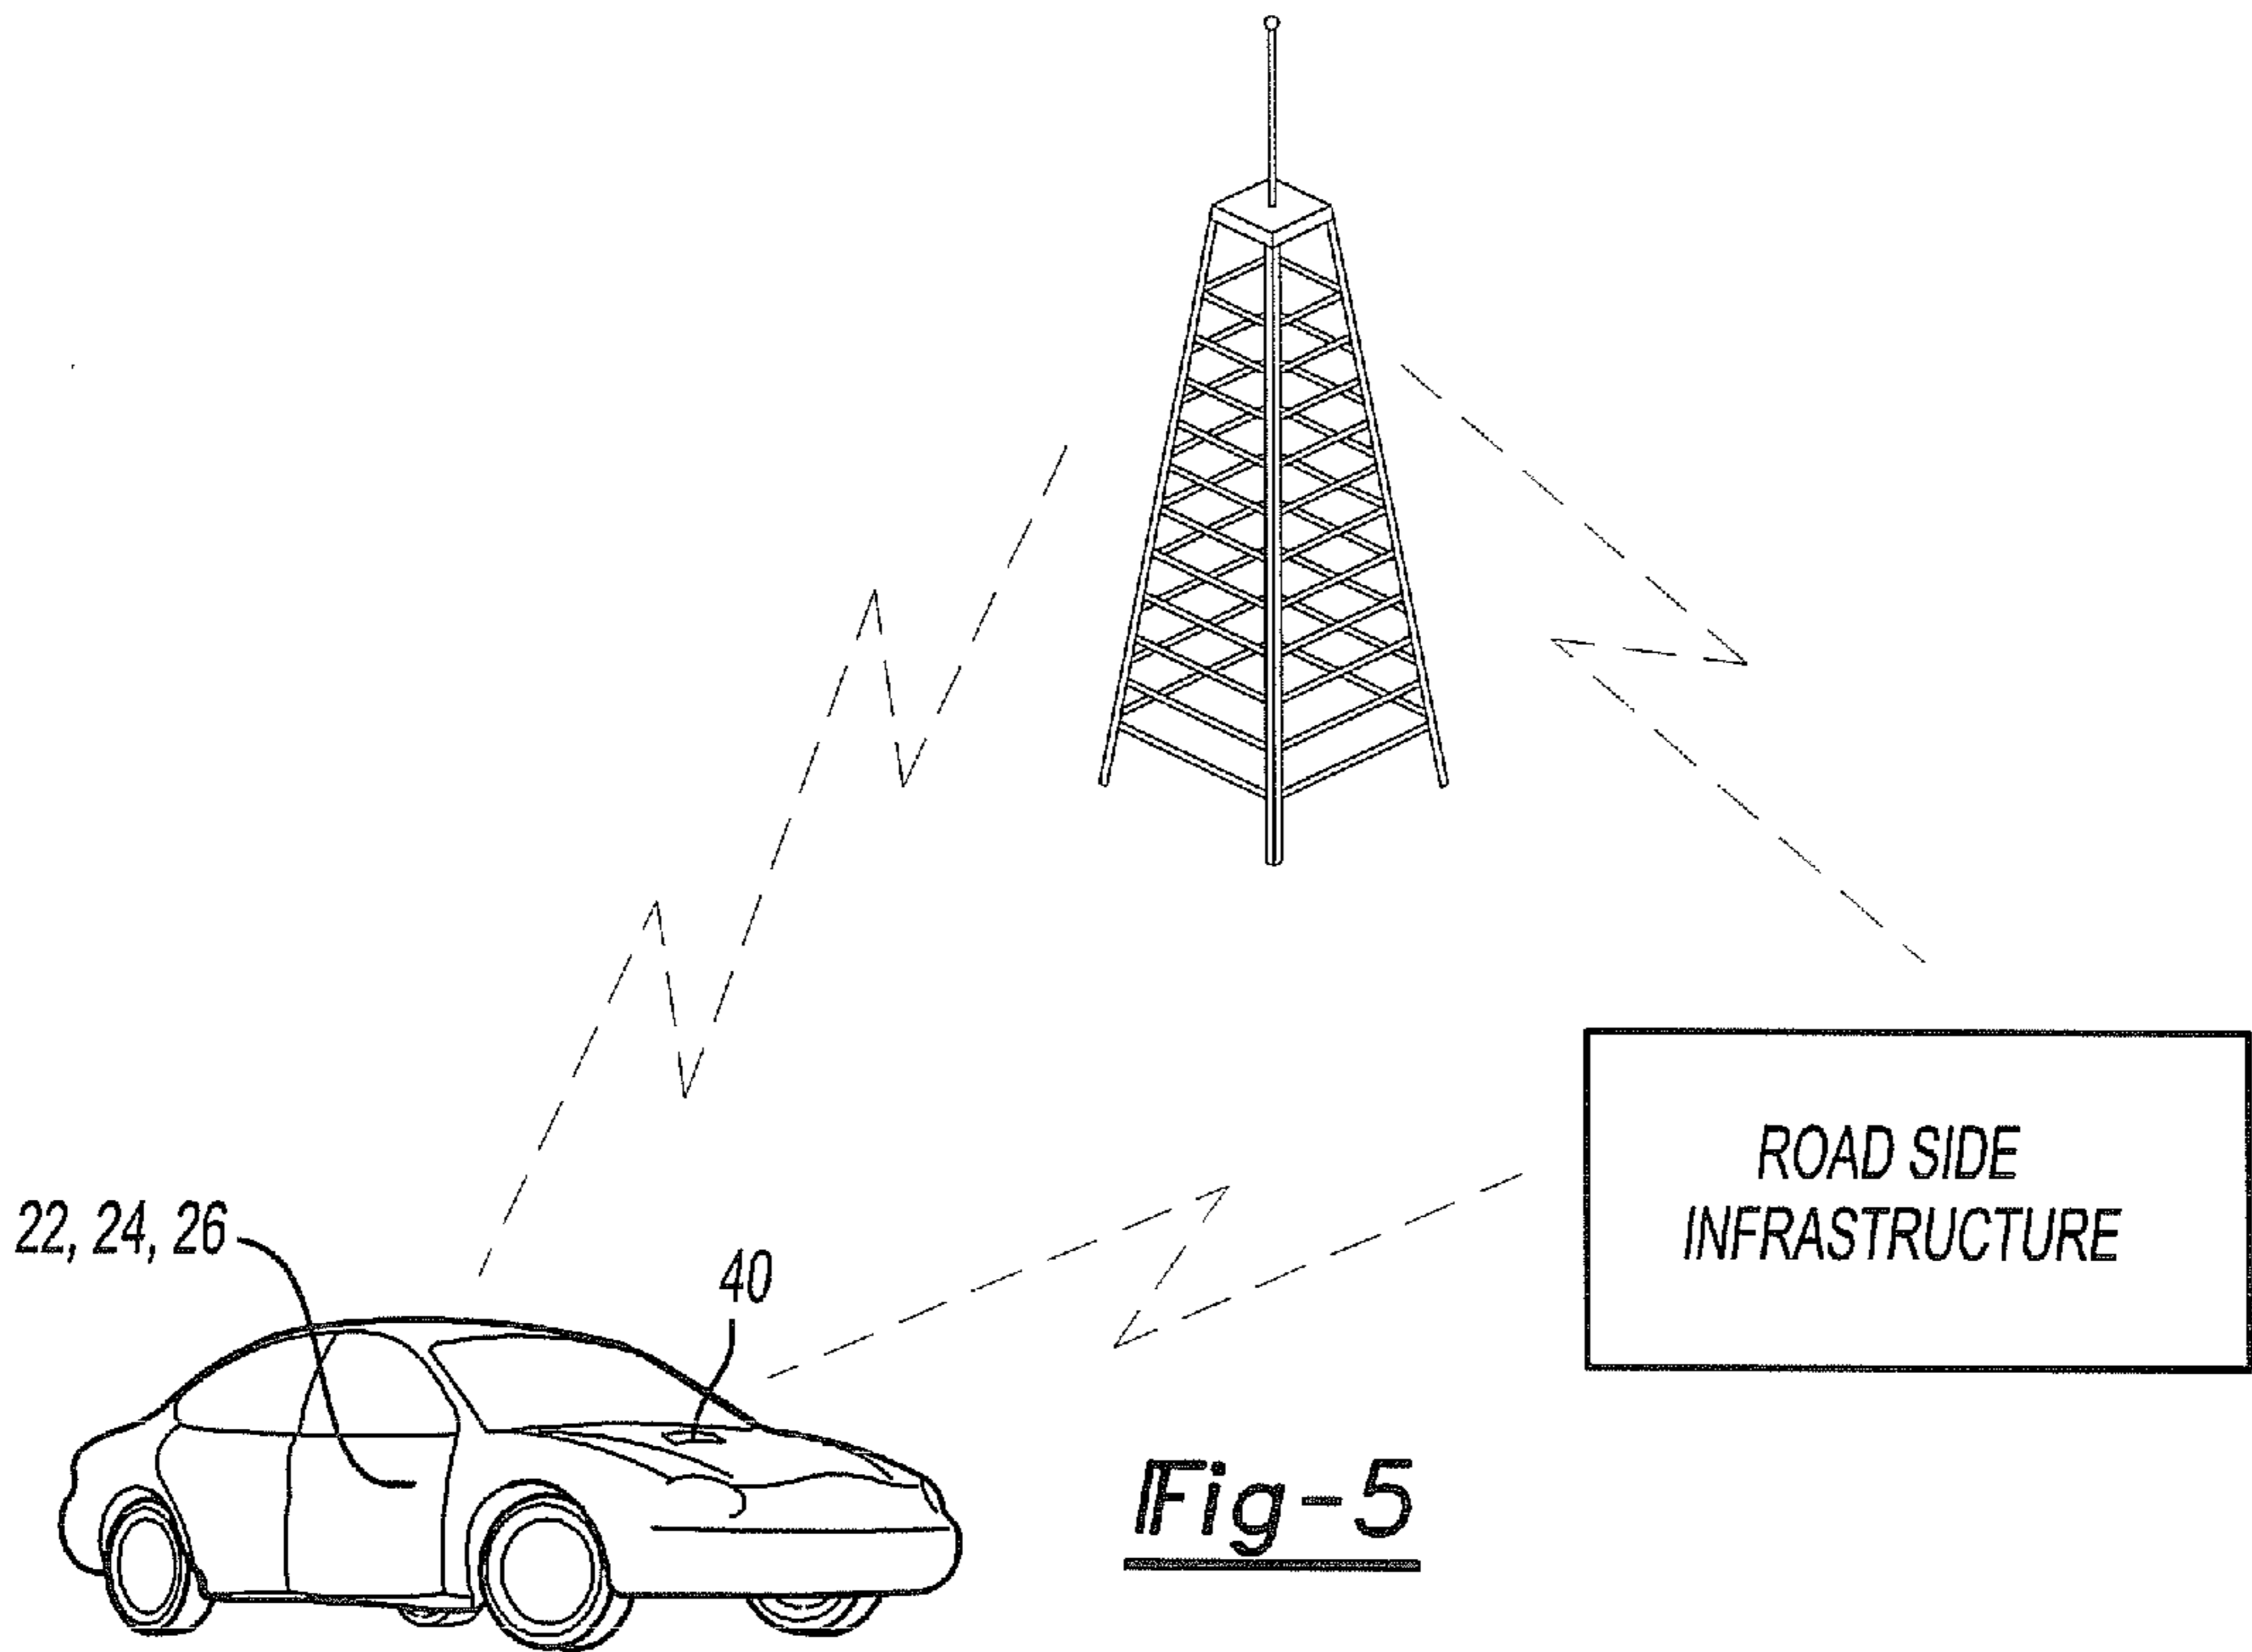 22, 24, 26
40
ROAD SIDE
INFRASTRUCTURE
Fig-5